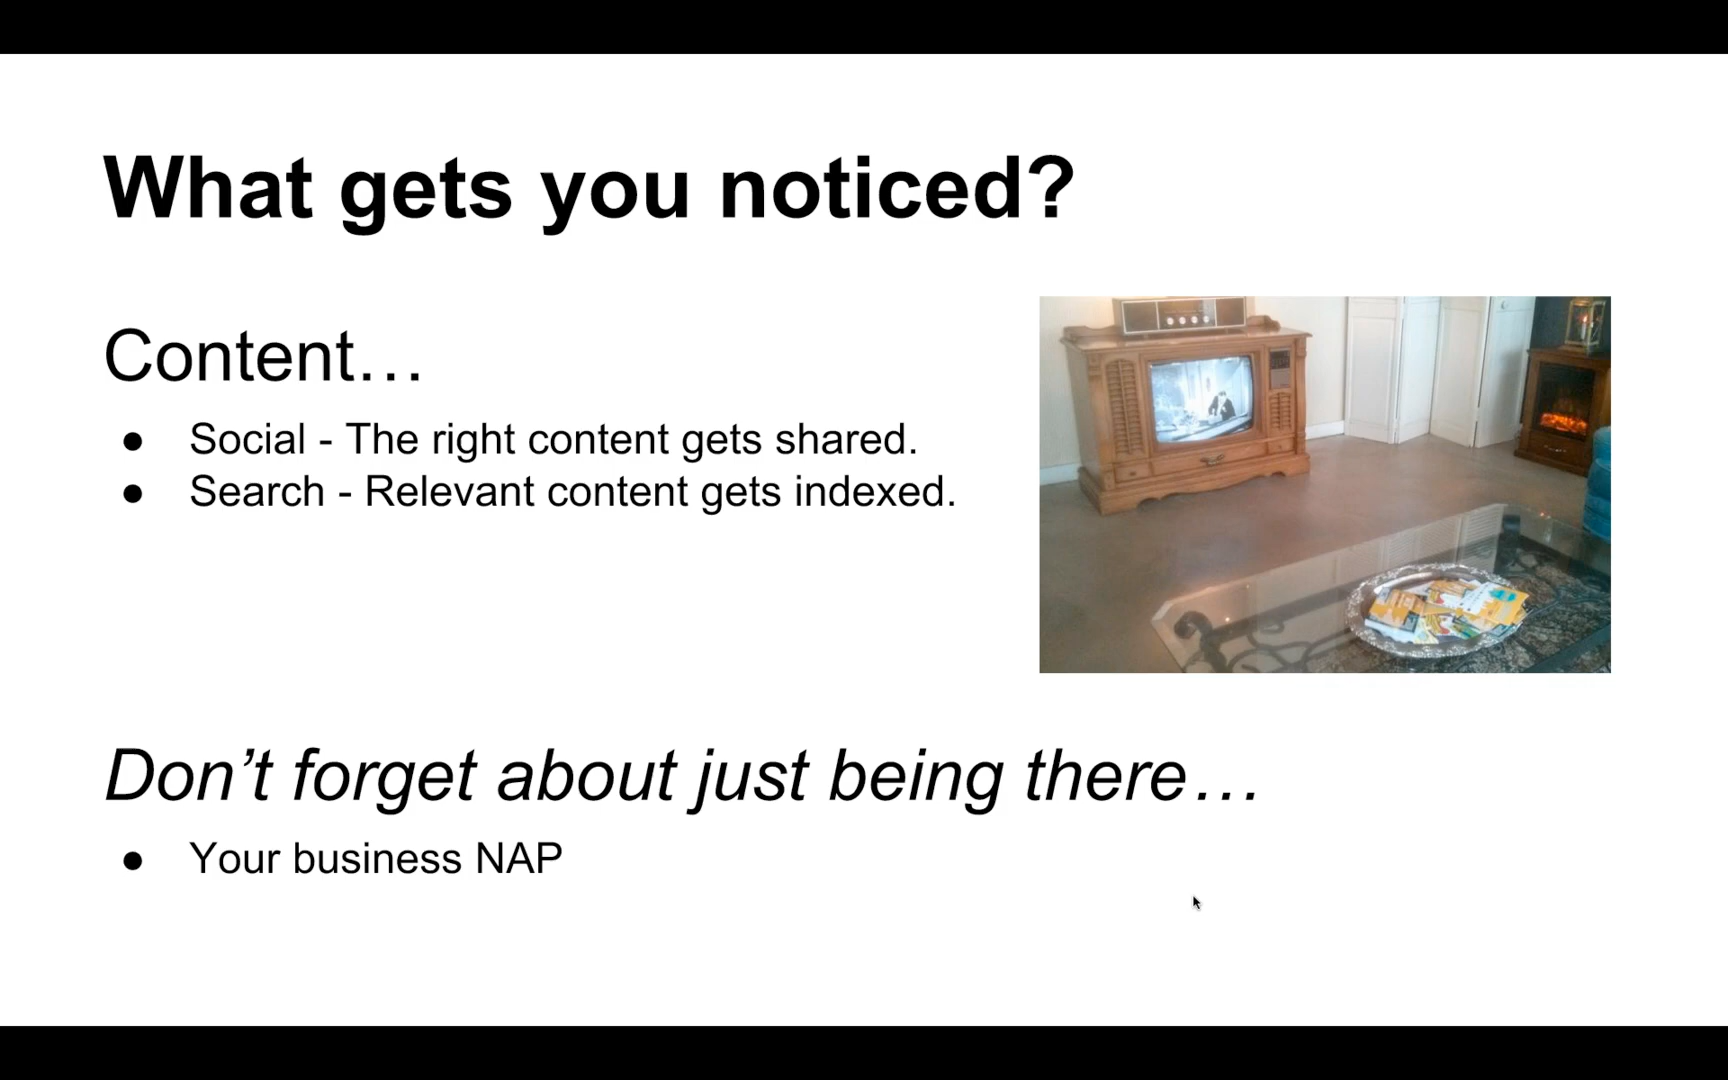 What gets you noticed?
Content…
● Social - The right content gets shared.
● Search - Relevant content gets indexed.
Don’t forget about just being there…
● Your business NAP